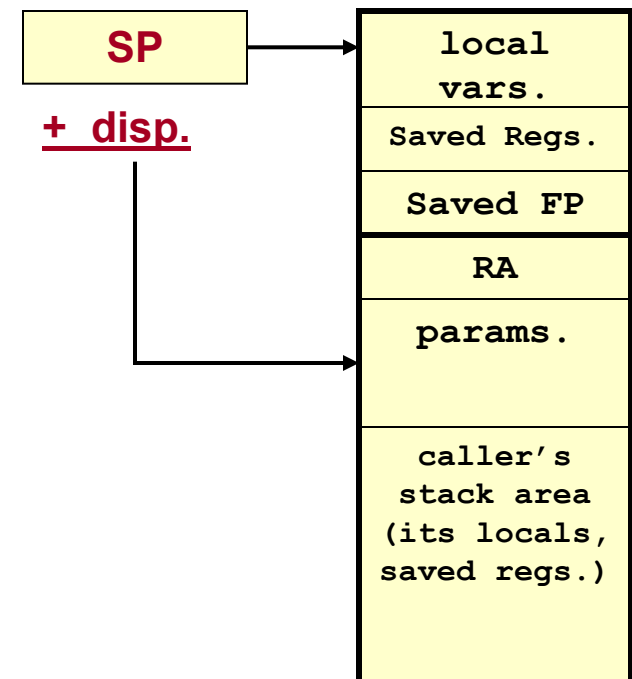 SP
+ disp.
local
vars.
Saved Regs.
Saved FP
RA
params.
caller's
stack area
(its locals,
saved regs.)